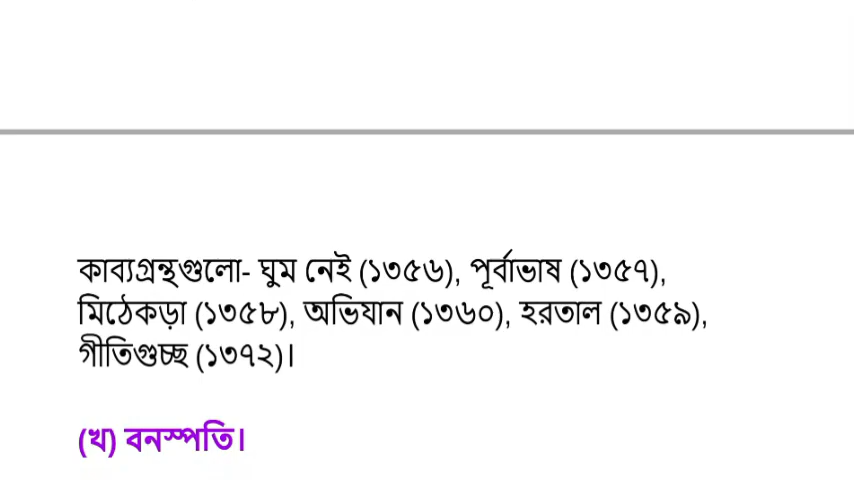 কাব্যগ্রন্থগুলো- ঘুম নেই (১৩৫৬), পূর্বাভাষ (১৩৫৭),
মিঠেকড়া (১৩৫৮), অভিযান (১৩৬০), হরতাল (১৩৫৯),
গীতিগুচ্ছ (১৩৭২)।
(খ) বনস্পতি।